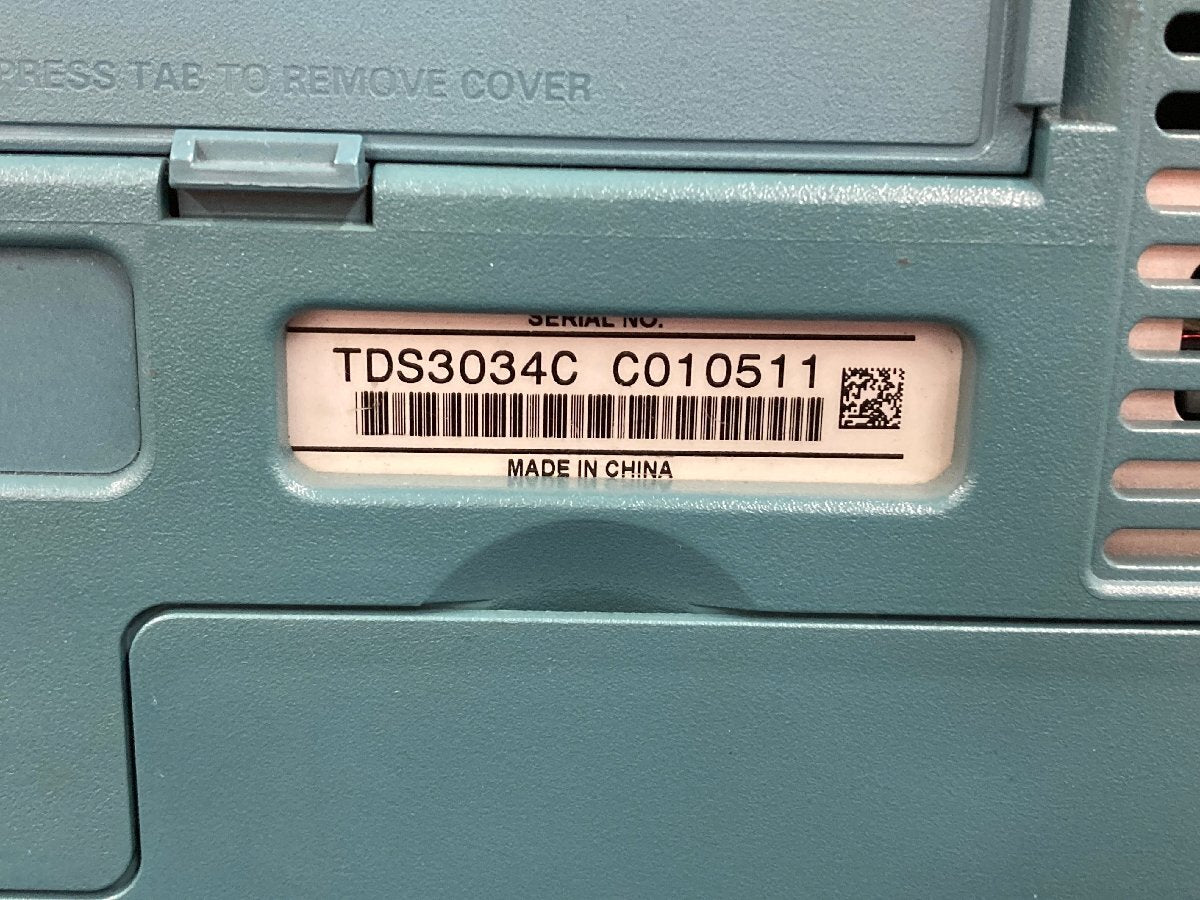 PRESS TAB TO REMOVE COVER
SERIAL NO.
TDS3034C C010511
MADE IN CHINA